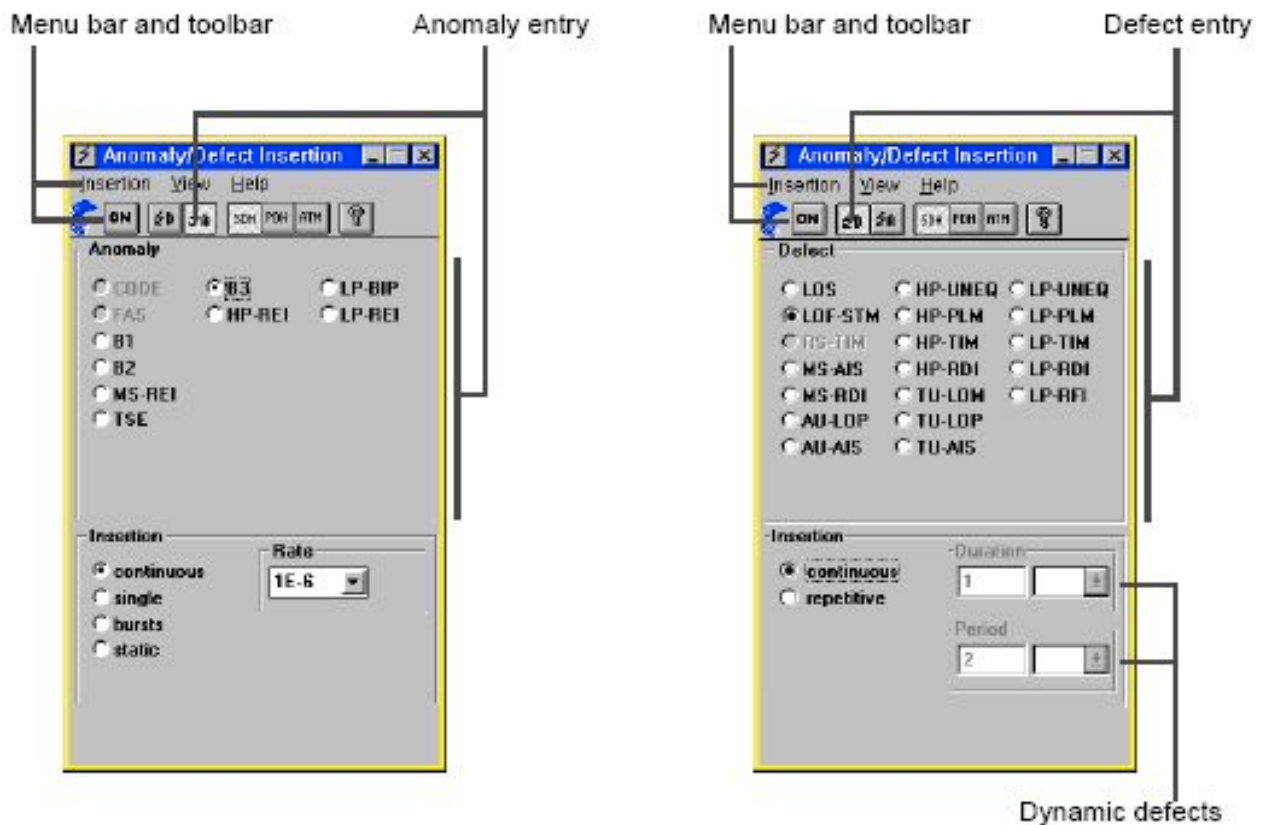 Menu bar and toolbar
Anomaly entry
Anomaly/Defect Insertion
Insertion View Help
ON SDH PDH ATM
Anomaly
CODE B3 LP-BIP
FAS HP-REI LP-REI
B1
B2
MS-REI
TSE
Insertion
continuous
single
bursts
static
Rate
1E-6
Menu bar and toolbar
Defect entry
Anomaly/Defect Insertion
Insertion View Help
ON SDH PDH ATM
Defect
LOS HP-UNEQ LP-UNEQ
LOF-STM HP-PLM LP-PLM
RS-TIM HP-TIM LP-TIM
MS-AIS HP-RDI LP-RDI
MS-RDI TU-LOM LP-RFI
AU-LOP TU-LOP
AU-AIS TU-AIS
Insertion
continuous
repetitive
Duration
1
Period
2
Dynamic defects